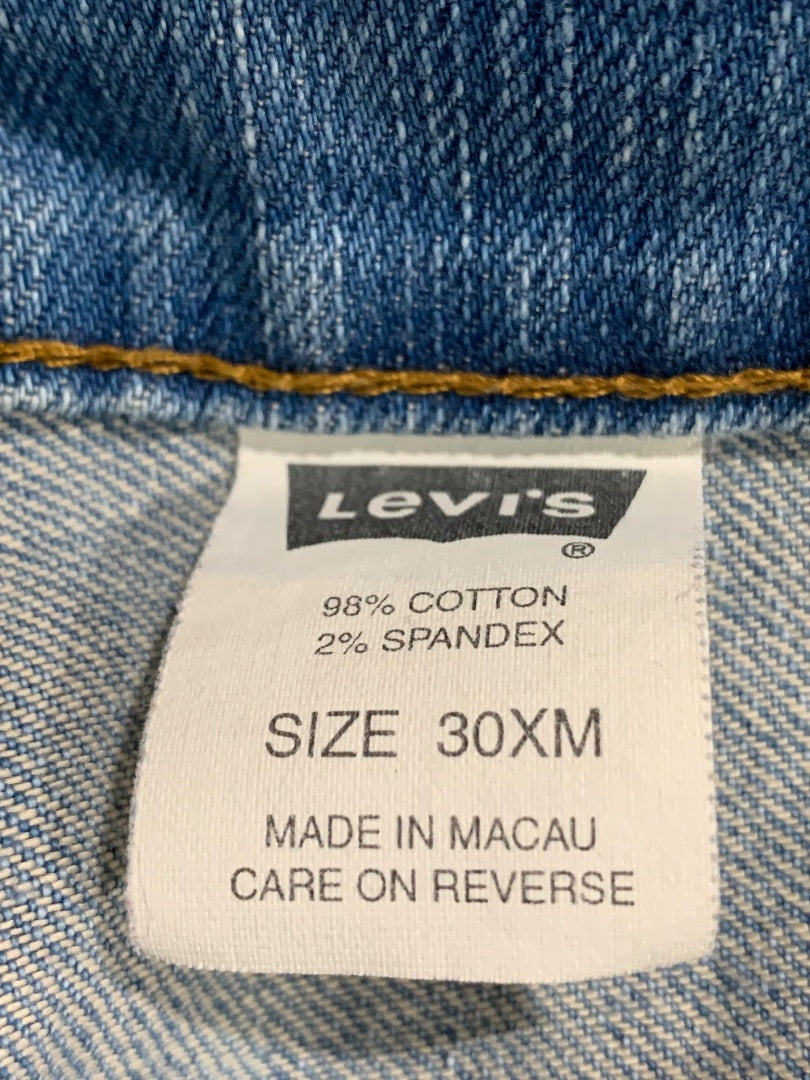 LEVI'S
®
98% COTTON
2% SPANDEX
SIZE 30XM
MADE IN MACAU
CARE ON REVERSE